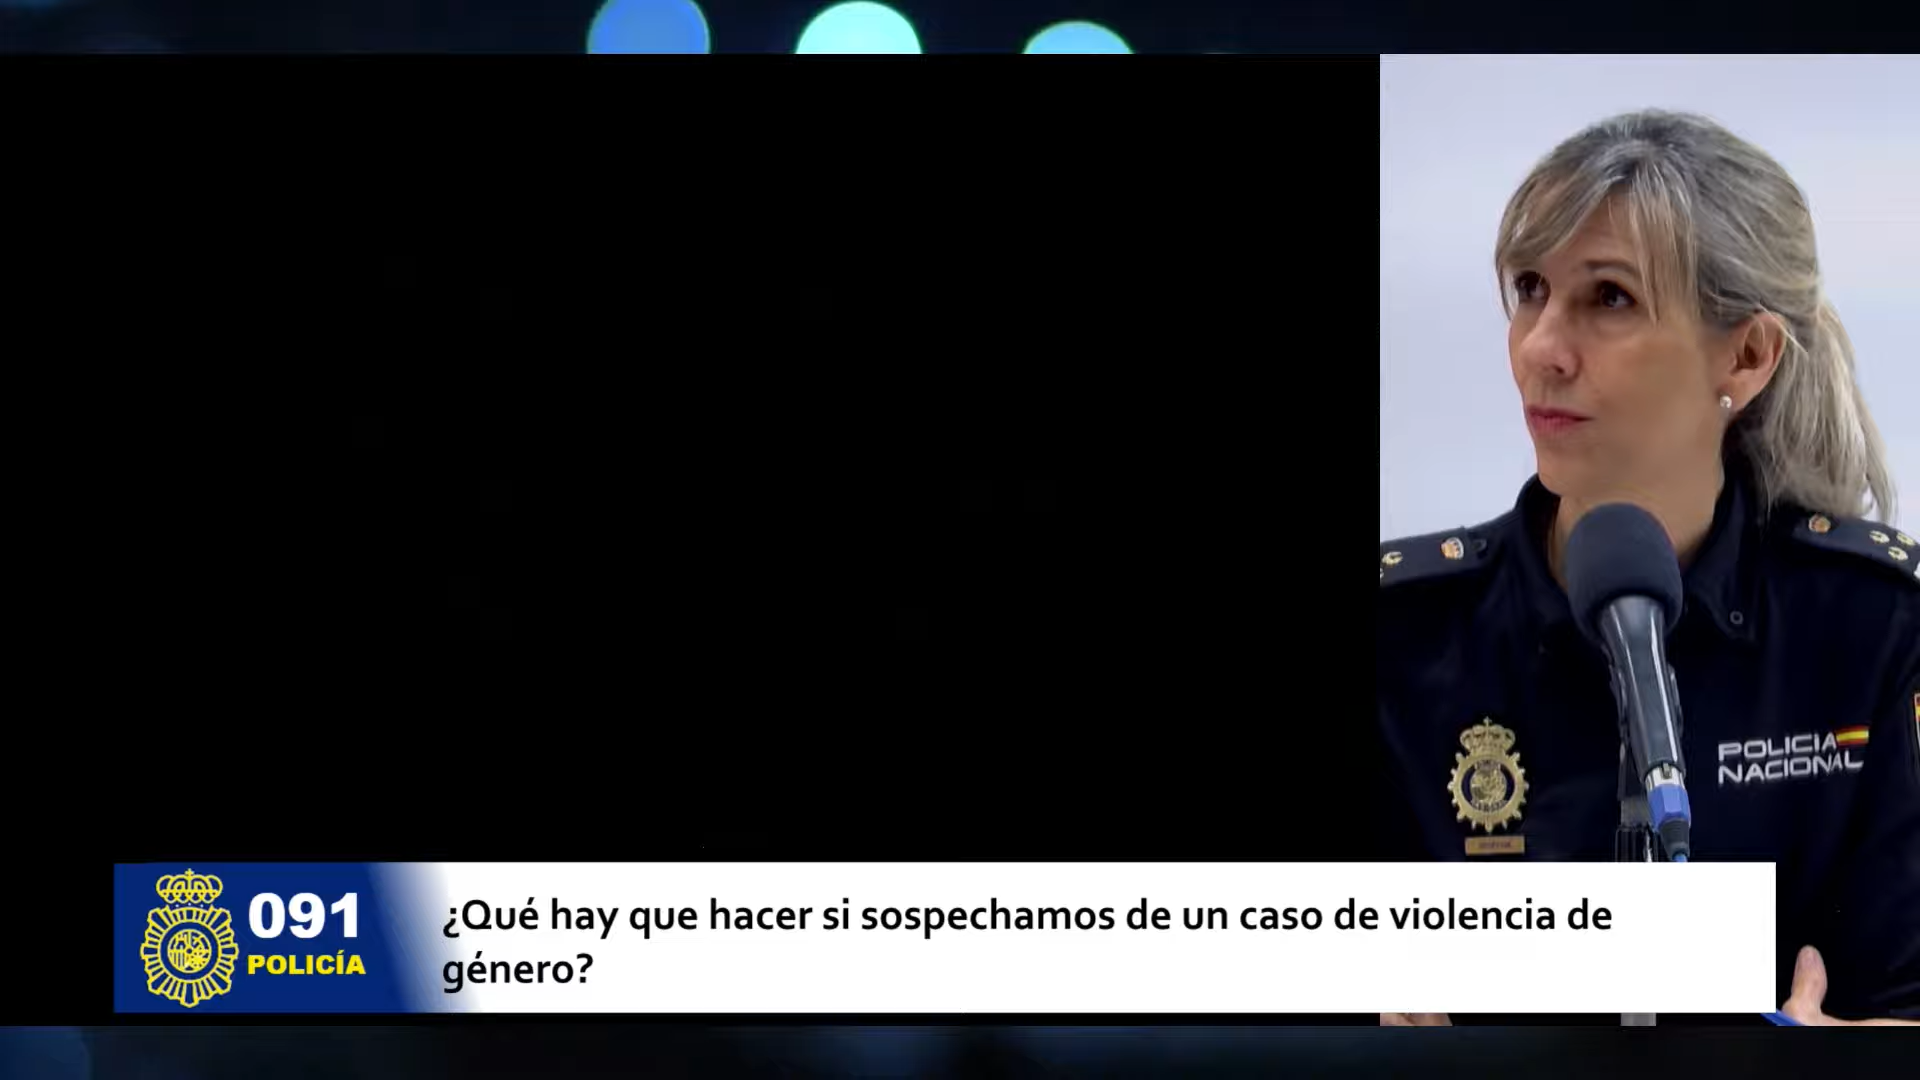 POLICIA
NACIONAL
091
POLICÍA
¿Qué hay que hacer si sospechamos de un caso de violencia de
género?